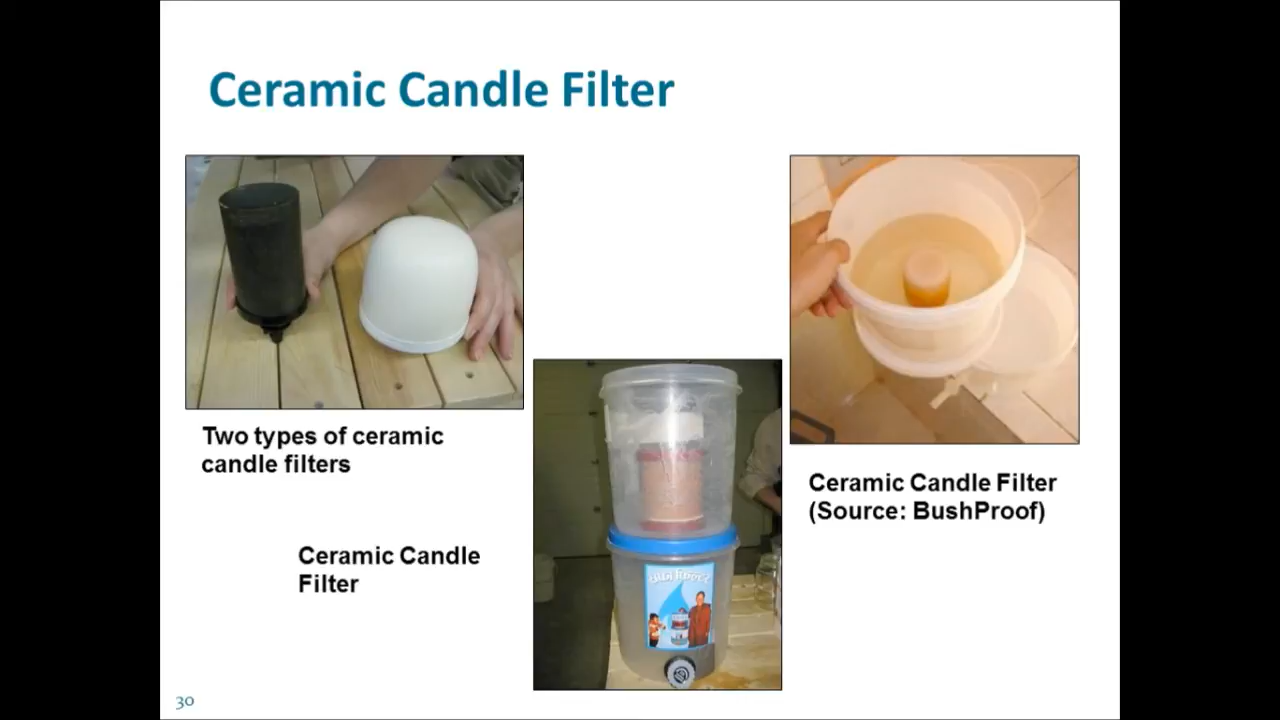 Ceramic Candle Filter
Two types of ceramic
candle filters
Ceramic Candle
Filter
Ceramic Candle Filter
(Source: BushProof)
30